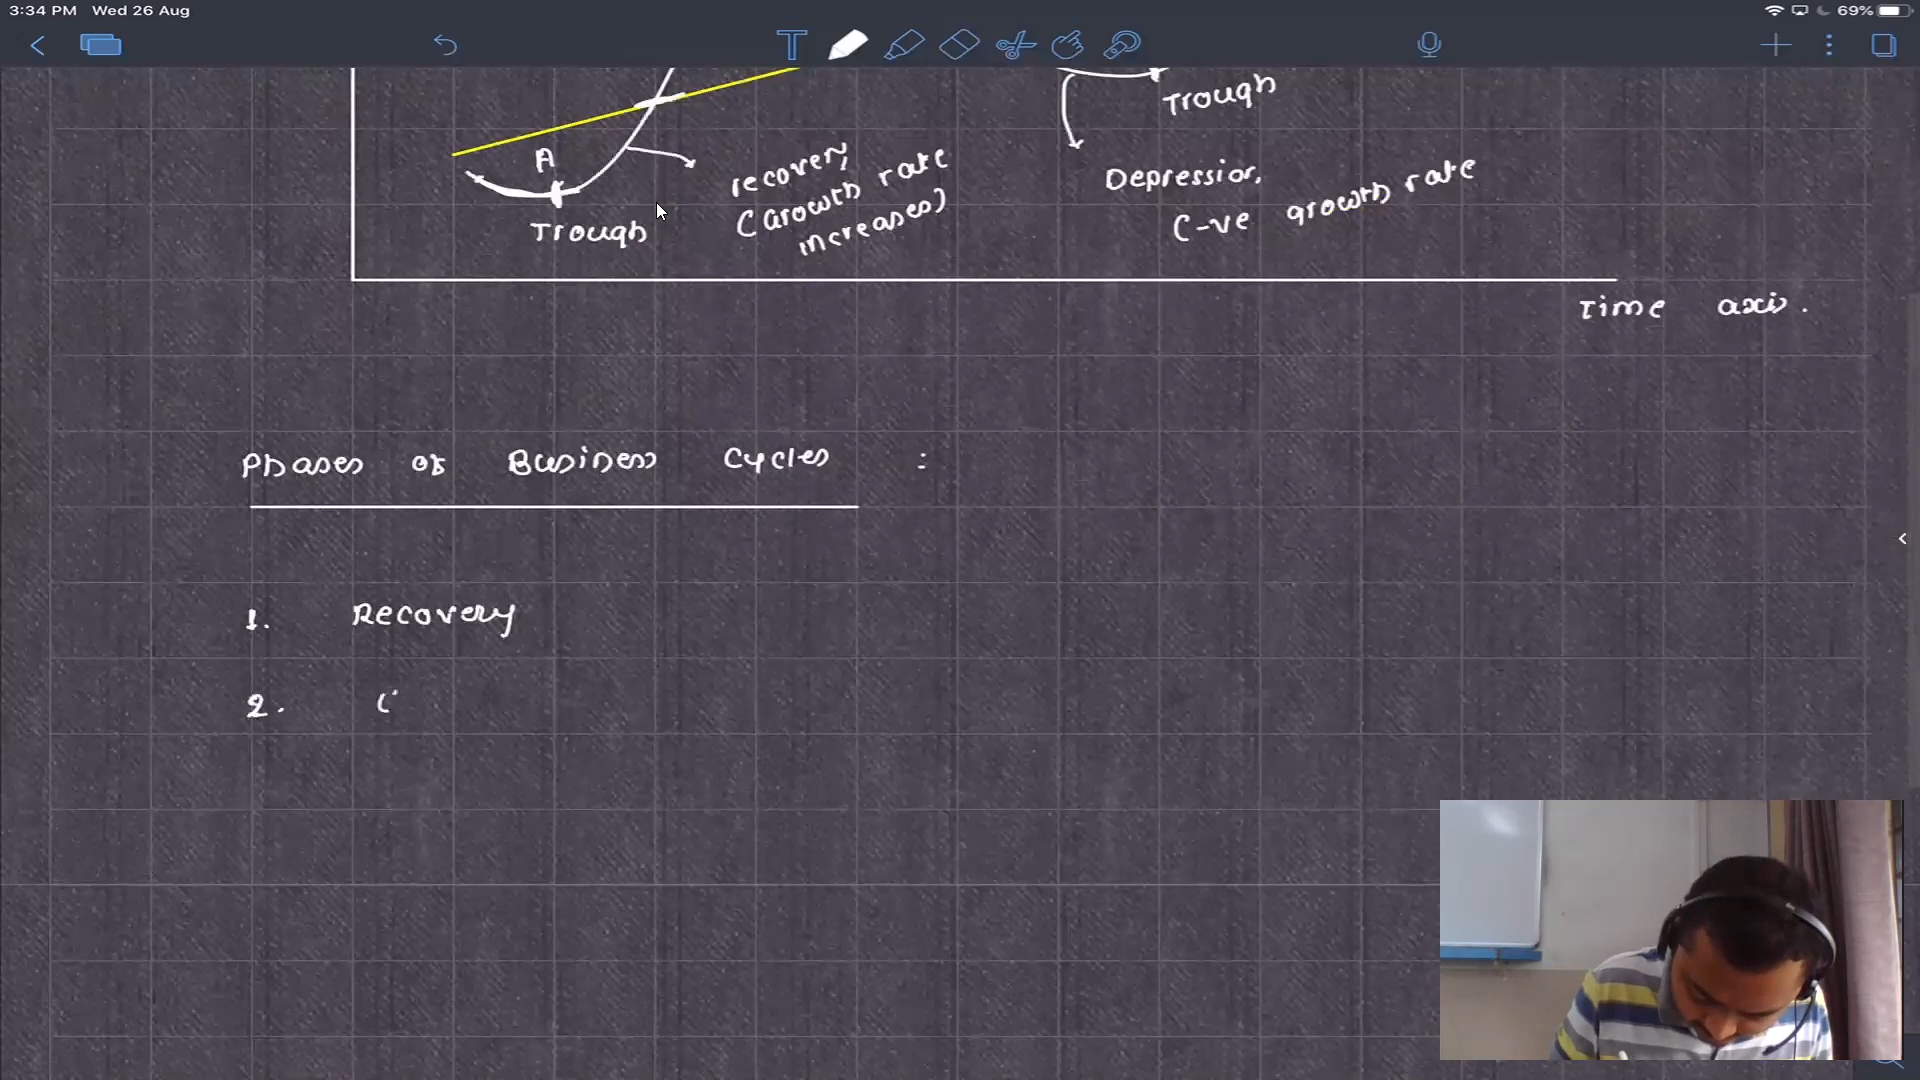 3:34 PM Wed 26 Aug
69%
T
Trough
A
recovery
(Growth rate
increases)
Trough
Depression
(-ve growth rate
Time axis.
Phases of Business Cycles :
1. Recovery
2. (